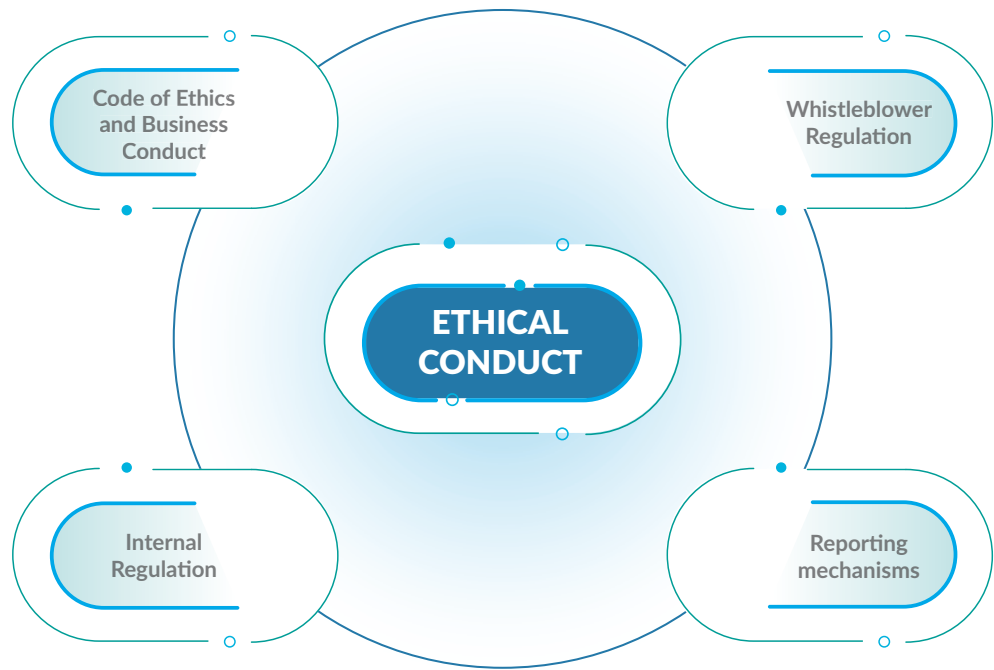 Code of Ethics
and Business
Conduct
Whistleblower
Regulation
ETHICAL
CONDUCT
Internal
Regulation
Reporting
mechanisms